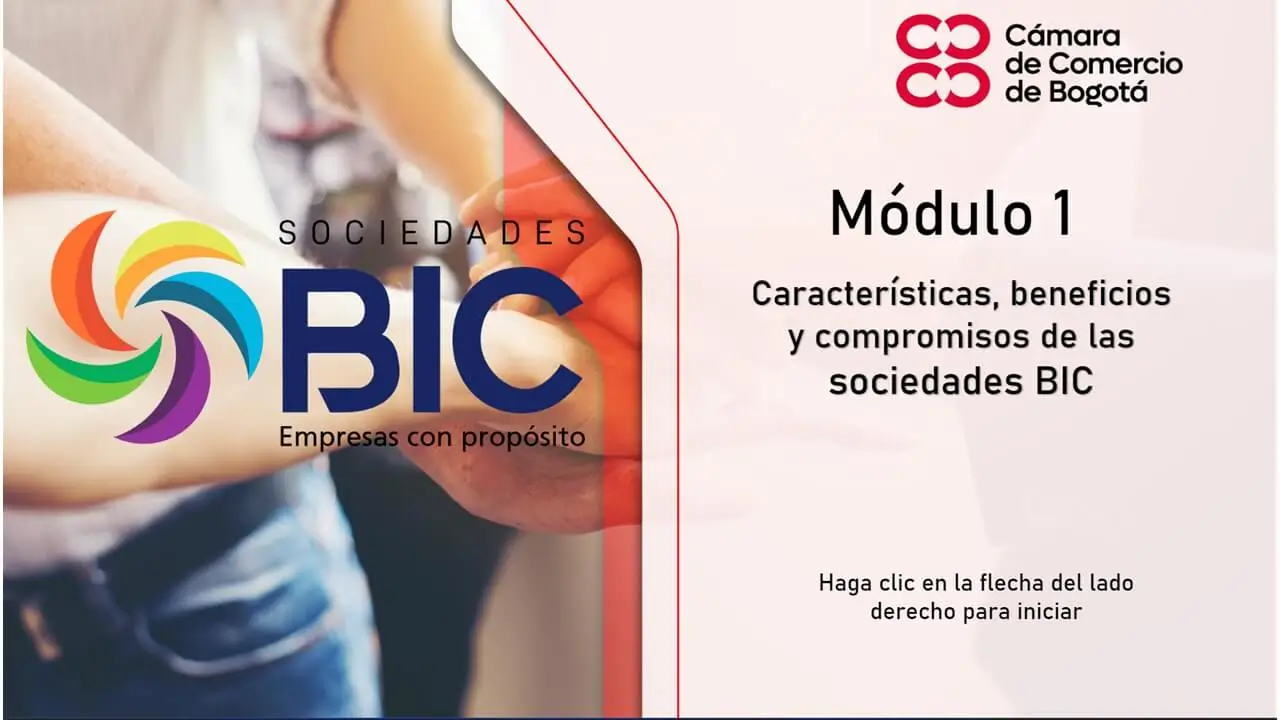 SOCIEDADES
BIC
Empresas con propósito
Cámara
de Comercio
de Bogotá
Módulo 1
Características, beneficios
y compromisos de las
sociedades BIC
Haga clic en la flecha del lado
derecho para iniciar